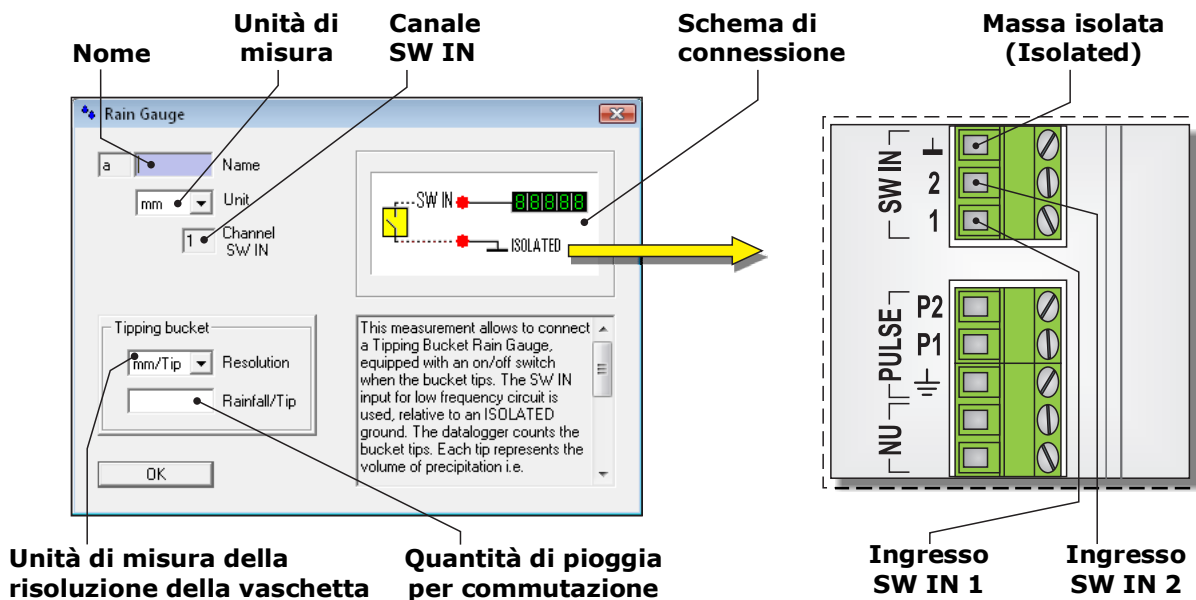 Nome
Unità di
misura
Canale
SW IN
Schema di
connessione
Massa isolata
(Isolated)
Rain Gauge
a
Name
mm
Unit
1
Channel
SW IN
SW IN
88888
ISOLATED
Tipping bucket
mm/Tip
Resolution
Rainfall/Tip
OK
This measurement allows to connect
a Tipping Bucket Rain Gauge,
equipped with an on/off switch
when the bucket tips. The SW IN
input for low frequency circuit is
used, relative to an ISOLATED
ground. The datalogger counts the
bucket tips. Each tip represents the
volume of precipitation i.e.
SW IN
2
1
PULSE
P2
P1
NU
Unità di misura della
risoluzione della vaschetta
Quantità di pioggia
per commutazione
Ingresso
SW IN 1
Ingresso
SW IN 2